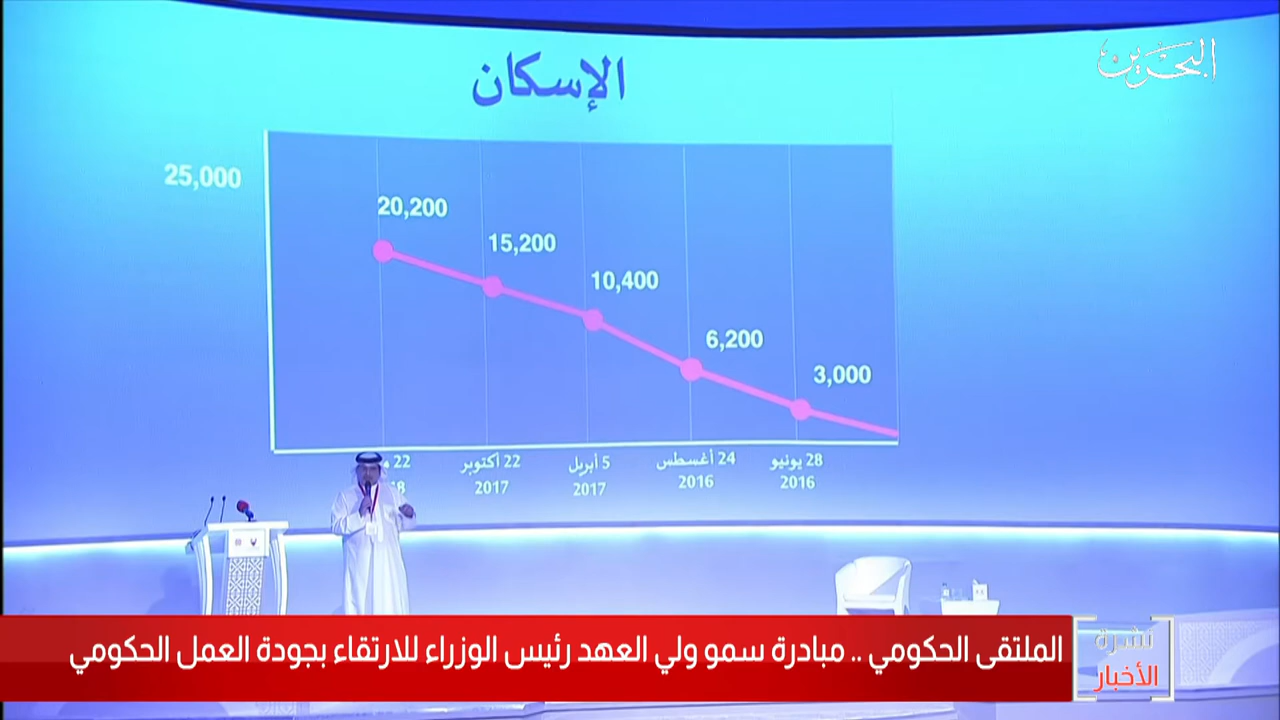 الإسكان
البحرين
25,000
20,200
15,200
10,400
6,200
3,000
28 يونيو
2016
24 أغسطس
2016
5 أبريل
2017
22 أكتوبر
2017
22
الملتقى الحكومي .. مبادرة سمو ولي العهد رئيس الوزراء للارتقاء بجودة العمل الحكومي
نشرة
الأخبار